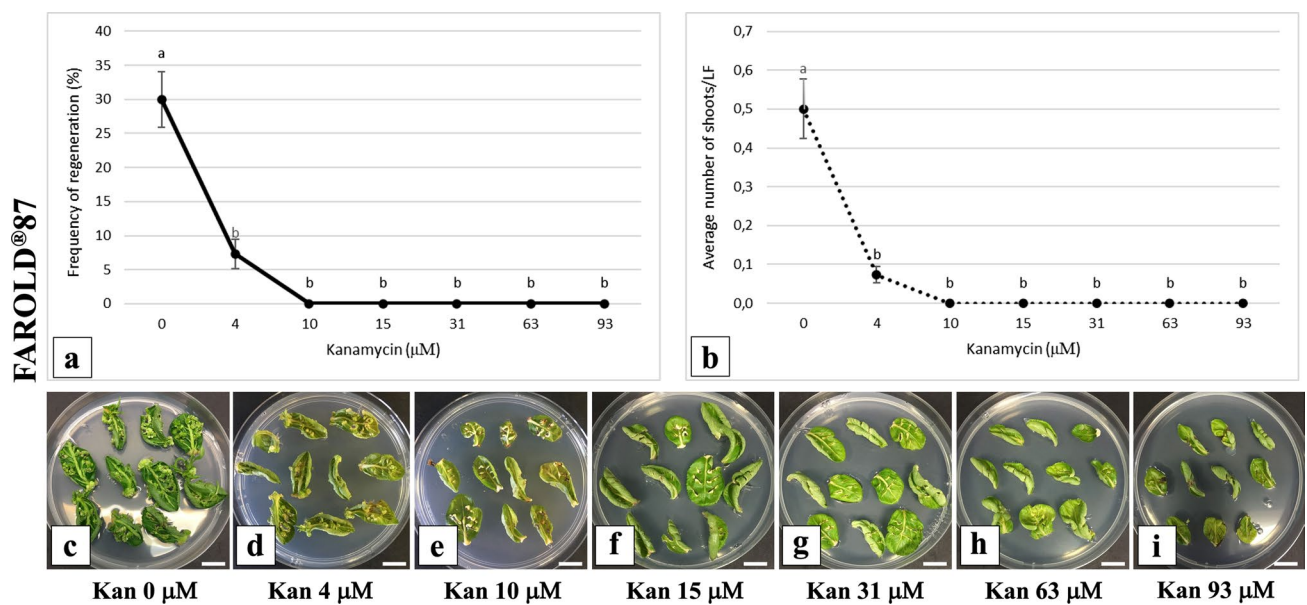 FAROLD®87
Frequency of regeneration (%)
40
35
30
25
20
15
10
5
0
a
b
b
b
b
b
b
0 4 10 15 31 63 93
Kanamycin (μM)
a
Average number of shoots/LF
0,7
0,6
0,5
0,4
0,3
0,2
0,1
0,0
a
b
b
b
b
b
b
0 4 10 15 31 63 93
Kanamycin (μM)
b
c d e f g h i
Kan 0 μM Kan 4 μM Kan 10 μM Kan 15 μM Kan 31 μM Kan 63 μM Kan 93 μM